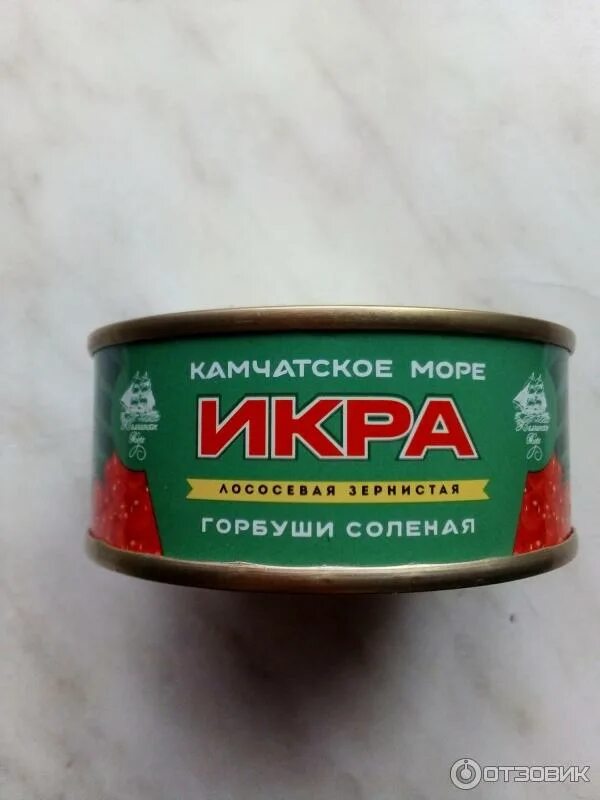 КАМЧАТСКОЕ МОРЕ
ИКРА
ЛОСОСЕВАЯ ЗЕРНИСТАЯ
ГОРБУШИ СОЛЕНАЯ
ОТЗОВИК